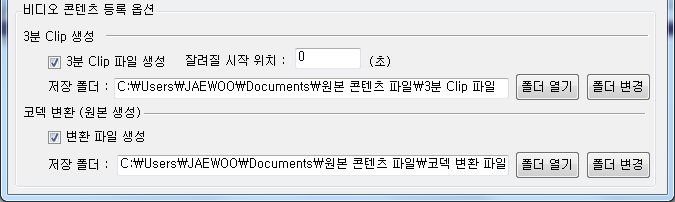 비디오 콘텐츠 등록 옵션
3분 Clip 생성
3분 Clip 파일 생성 잘려질 시작 위치 : 0 (초)
저장 폴더 : C:₩Users₩JAEWOO₩Documents₩원본 콘텐츠 파일₩3분 Clip 파일 폴더 열기 폴더 변경
코덱 변환 (원본 생성)
변환 파일 생성
저장 폴더 : C:₩Users₩JAEWOO₩Documents₩원본 콘텐츠 파일₩코덱 변환 파일 폴더 열기 폴더 변경